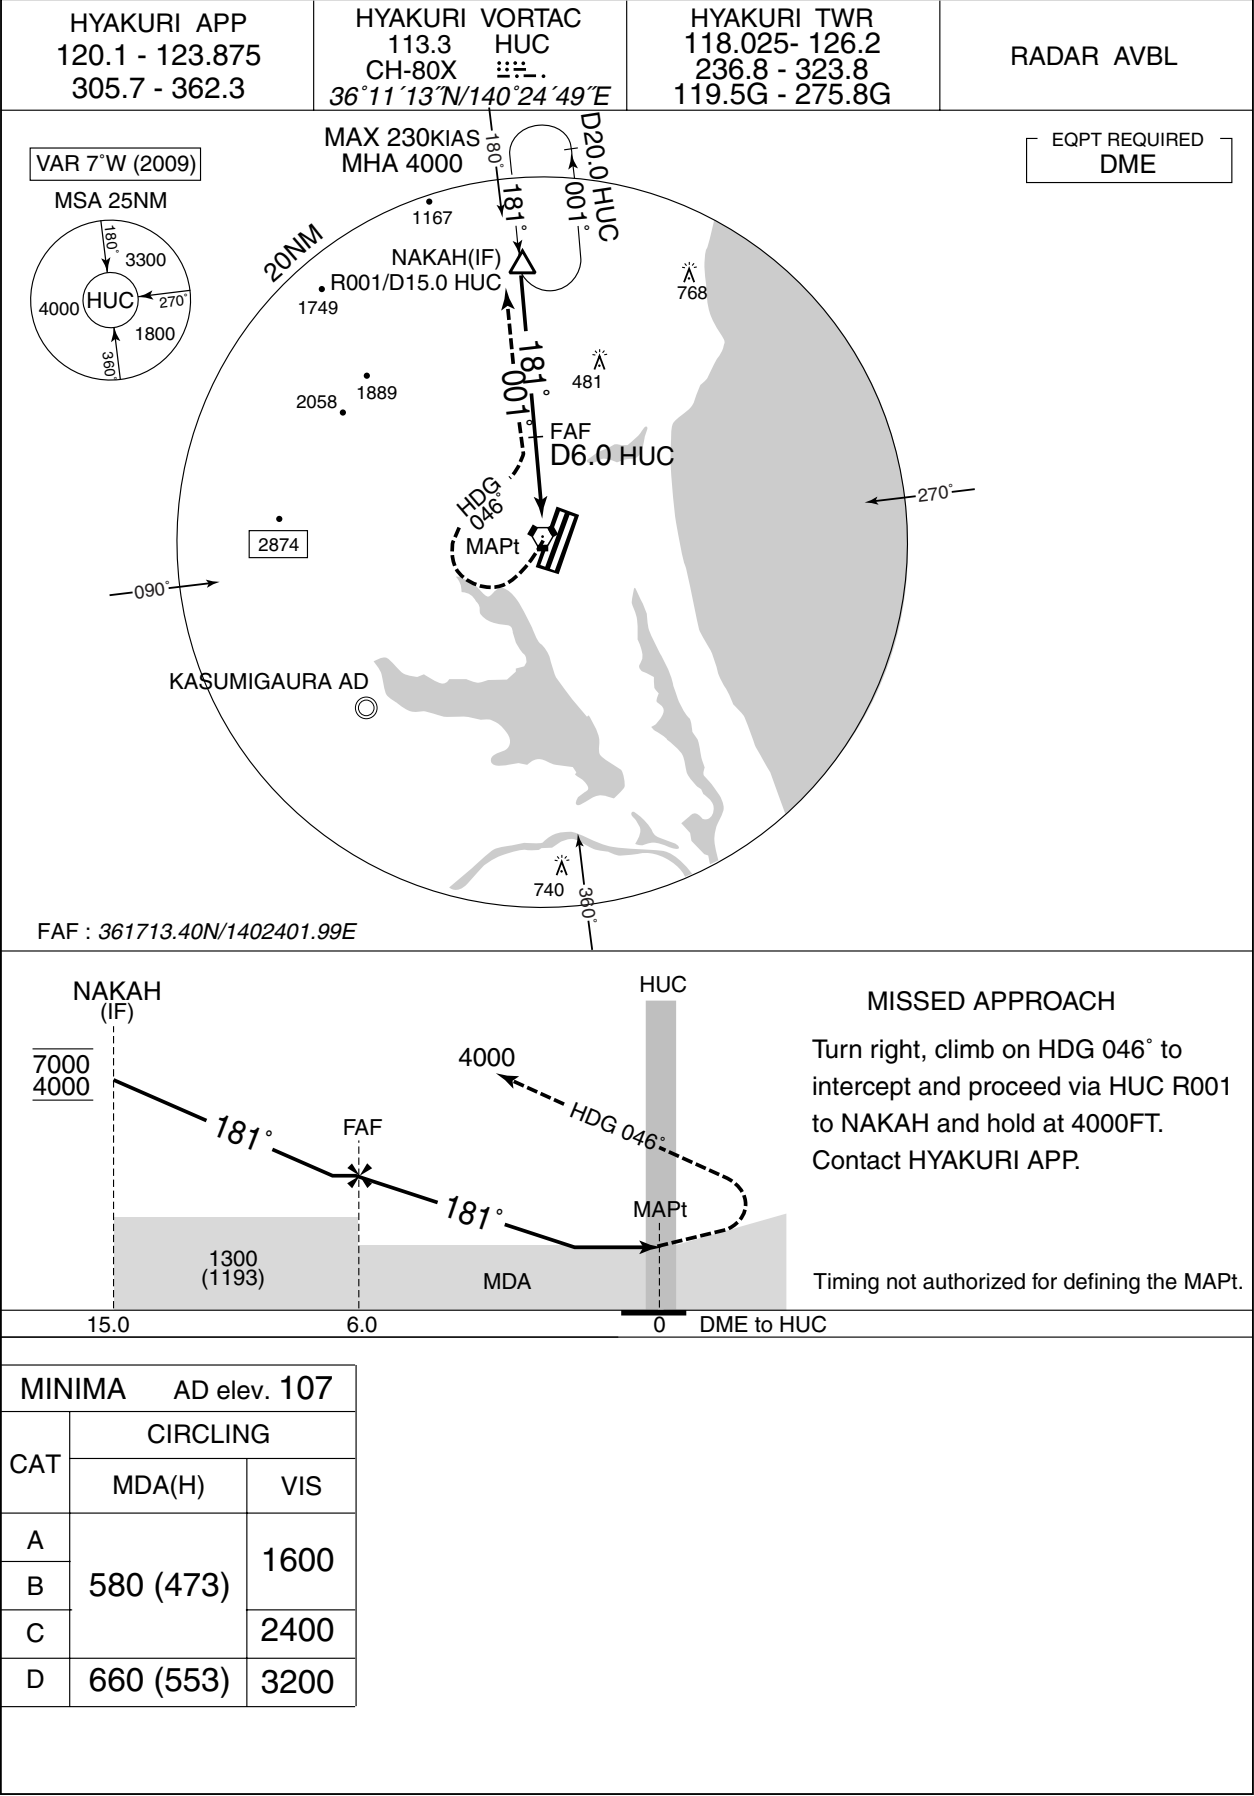 HYAKURI APP
120.1 - 123.875
305.7 - 362.3
HYAKURI VORTAC
113.3 HUC
CH-80X
36°11´13˝N/140°24´49˝E
HYAKURI TWR
118.025- 126.2
236.8 - 323.8
119.5G - 275.8G
RADAR AVBL
VAR 7°W (2009)
MSA 25NM
180°
3300
HUC
4000
270°
1800
360°
MAX 230KIAS
MHA 4000
180°
181°
001°
D20.0 HUC
EQPT REQUIRED
DME
20NM
1167
NAKAH(IF)
R001/D15.0 HUC
768
1749
181°
001°
481
1889
2058
FAF
D6.0 HUC
HDG
046°
270°
2874
MAPt
090°
KASUMIGAURA AD
740
360°
FAF : 361713.40N/1402401.99E
NAKAH
(IF)
7000
4000
181°
FAF
181°
4000
HDG 046°
HUC
MAPt
1300
(1193)
MDA
15.0
6.0
0
DME to HUC
MISSED APPROACH
Turn right, climb on HDG 046° to
intercept and proceed via HUC R001
to NAKAH and hold at 4000FT.
Contact HYAKURI APP.
Timing not authorized for defining the MAPt.
MINIMA AD elev. 107
CAT
CIRCLING
MDA(H) VIS
A
B
C
D
580 (473)
1600
2400
660 (553) 3200